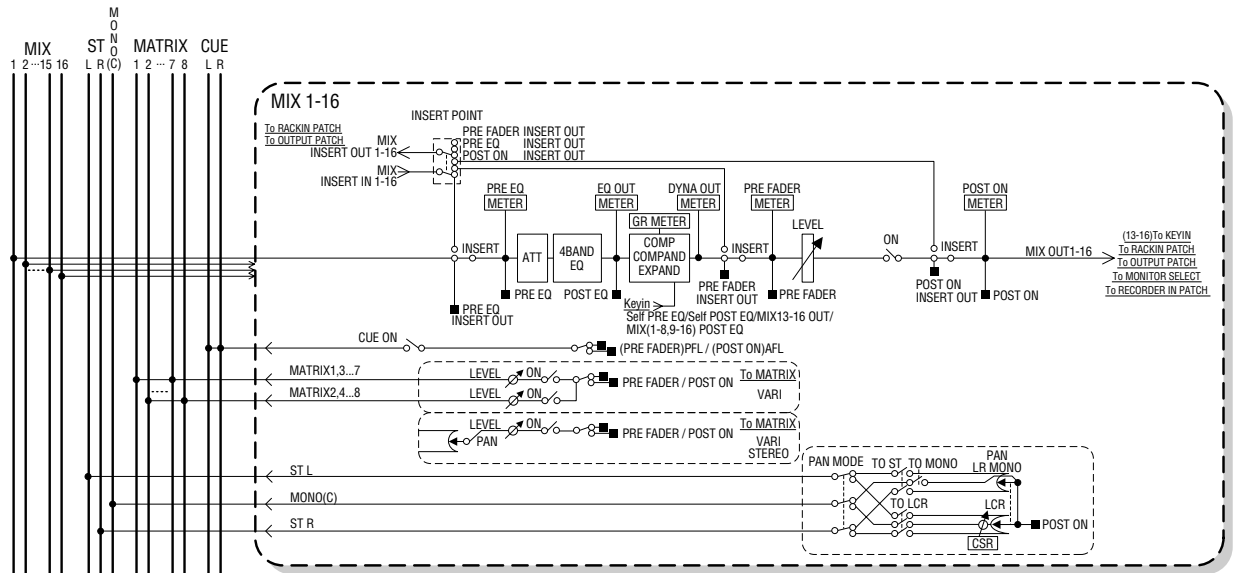 MONO(C)
MIX
ST
MATRIX
CUE
1 2 ··· 15 16
L R
1 2 ··· 7 8
L R
MIX 1-16
INSERT POINT
To RACKIN PATCH
To OUTPUT PATCH
MIX
INSERT OUT 1-16
MIX
INSERT IN 1-16
PRE FADER INSERT OUT
PRE EQ INSERT OUT
POST ON INSERT OUT
PRE EQ
METER
EQ OUT
METER
DYNA OUT
METER
PRE FADER
METER
POST ON
METER
GR METER
LEVEL
INSERT
ATT
4BAND
EQ
COMP
COMPAND
EXPAND
INSERT
ON
INSERT
MIX OUT1-16
(13-16)To KEYIN
To RACKIN PATCH
To OUTPUT PATCH
To MONITOR SELECT
To RECORDER IN PATCH
PRE EQ
POST EQ
PRE FADER
INSERT OUT
PRE FADER
POST ON
INSERT OUT
POST ON
PRE EQ
INSERT OUT
Keyin
Self PRE EQ/Self POST EQ/MIX13-16 OUT/
MIX(1-8,9-16) POST EQ
CUE ON
(PRE FADER)PFL / (POST ON)AFL
MATRIX1,3...7
LEVEL
ON
PRE FADER / POST ON
To MATRIX
VARI
MATRIX2,4...8
LEVEL
ON
LEVEL
ON
PAN
PRE FADER / POST ON
To MATRIX
VARI
STEREO
ST L
MONO(C)
ST R
PAN MODE
TO ST
TO MONO
PAN
LR MONO
TO LCR
LCR
CSR
POST ON